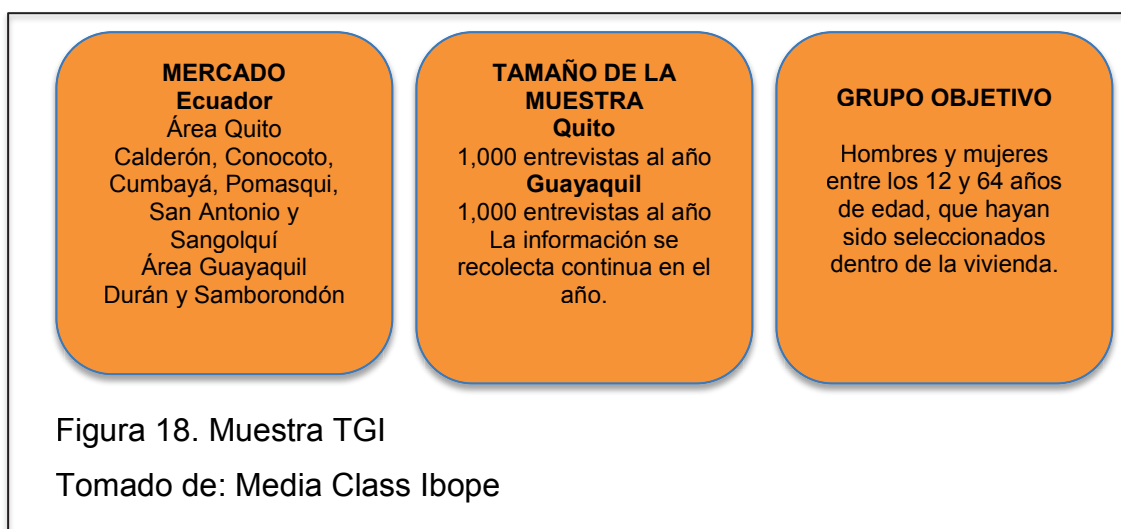 MERCADO
Ecuador
Área Quito
Calderón, Conocoto,
Cumbayá, Pomasqui,
San Antonio y
Sangolquí
Área Guayaquil
Durán y Samborondón
TAMAÑO DE LA
MUESTRA
Quito
1,000 entrevistas al año
Guayaquil
1,000 entrevistas al año
La información se
recolecta continua en el
año.
GRUPO OBJETIVO
Hombres y mujeres
entre los 12 y 64 años
de edad, que hayan
sido seleccionados
dentro de la vivienda.
Figura 18. Muestra TGI
Tomado de: Media Class Ibope